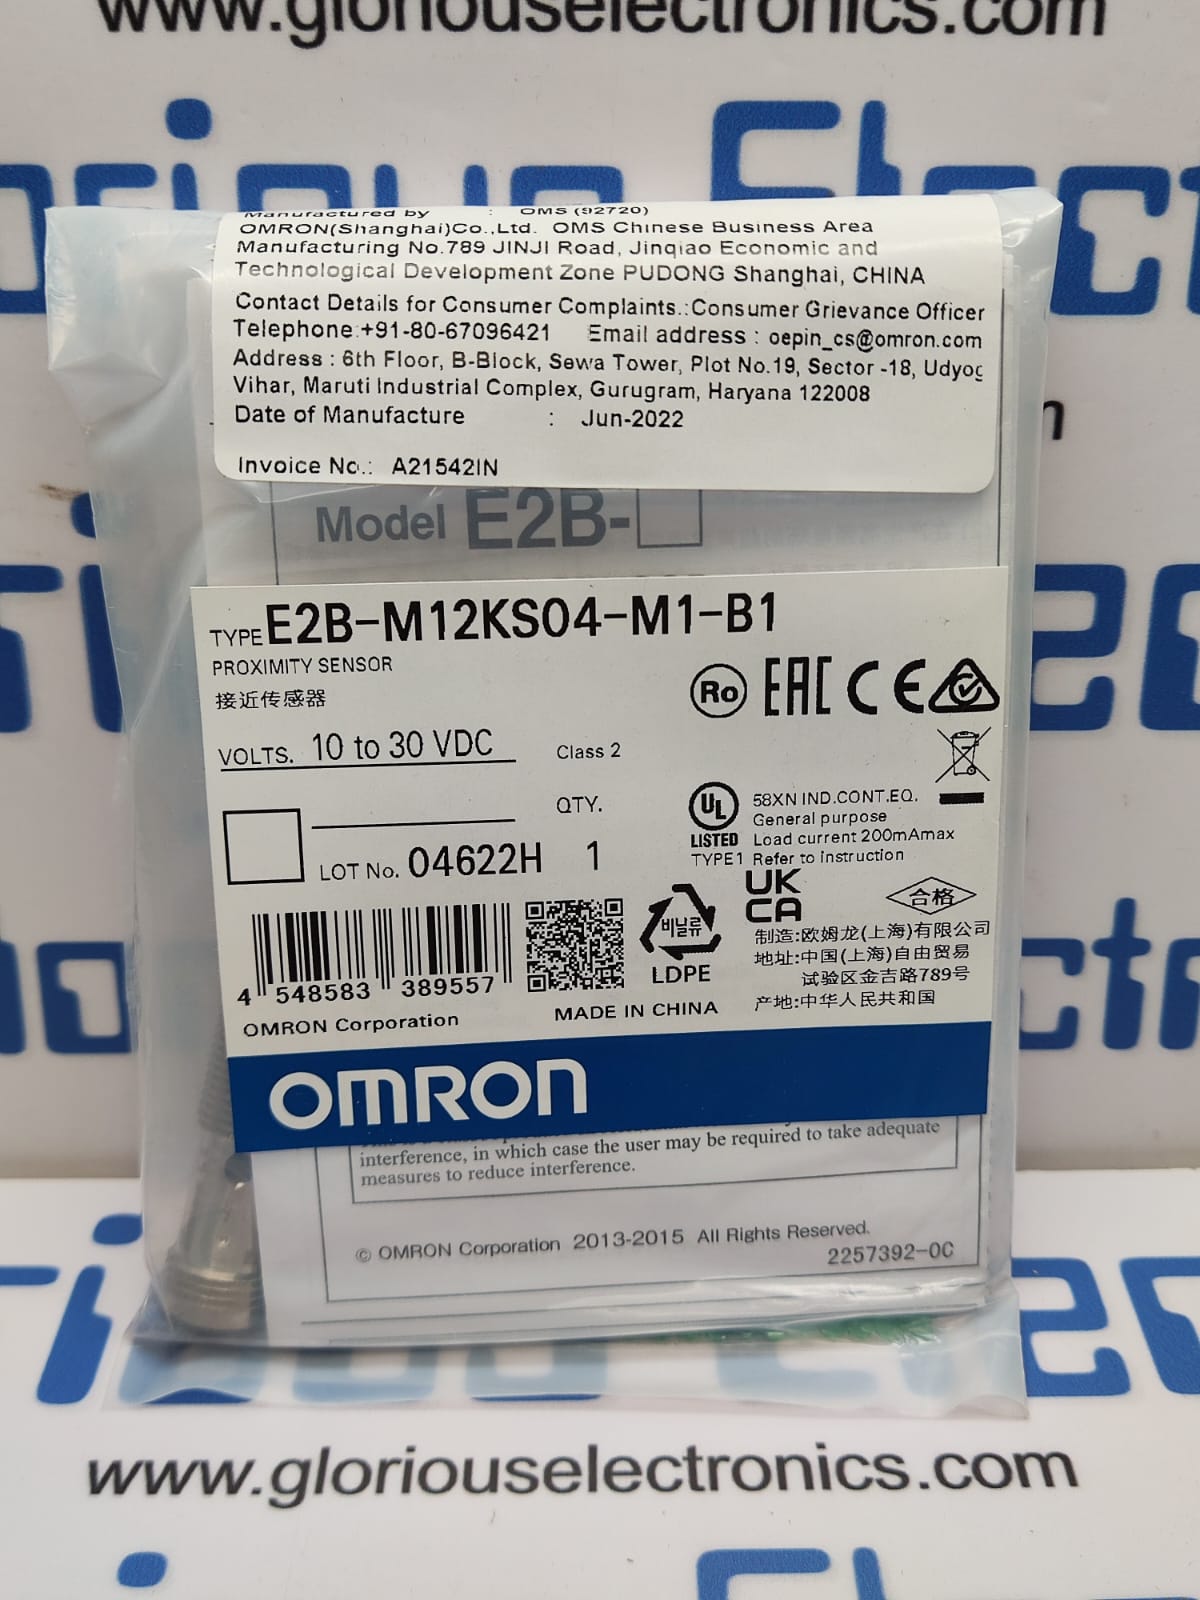 www.gloriouselectronics.com
Manufactured by : OMS (92720)
OMRON(Shanghai)Co.,Ltd. OMS Chinese Business Area
Manufacturing No.789 JINJI Road, Jinqiao Economic and
Technological Development Zone PUDONG Shanghai, CHINA
Contact Details for Consumer Complaints.:Consumer Grievance Officer
Telephone:+91-80-67096421 Email address : oepin_cs@omron.com
Address : 6th Floor, B-Block, Sewa Tower, Plot No.19, Sector -18, Udyog
Vihar, Maruti Industrial Complex, Gurugram, Haryana 122008
Date of Manufacture : Jun-2022
Invoice No.: A21542IN
Model E2B-□
TYPE E2B-M12KS04-M1-B1
PROXIMITY SENSOR
接近传感器
Ro EAC CE
VOLTS. 10 to 30 VDC Class 2
QTY.
LOT No. 04622H 1
UL
LISTED
TYPE1
58XN IND.CONT.EQ.
General purpose
Load current 200mAmax
Refer to instruction
UK
CA
合格
비닐류
LDPE
制造:欧姆龙(上海)有限公司
地址:中国(上海)自由贸易
试验区金吉路789号
产地:中华人民共和国
4 548583 389557
OMRON Corporation
MADE IN CHINA
OMRON
interference, in which case the user may be required to take adequate
measures to reduce interference.
© OMRON Corporation 2013-2015 All Rights Reserved.
2257392-0C
www.gloriouselectronics.com